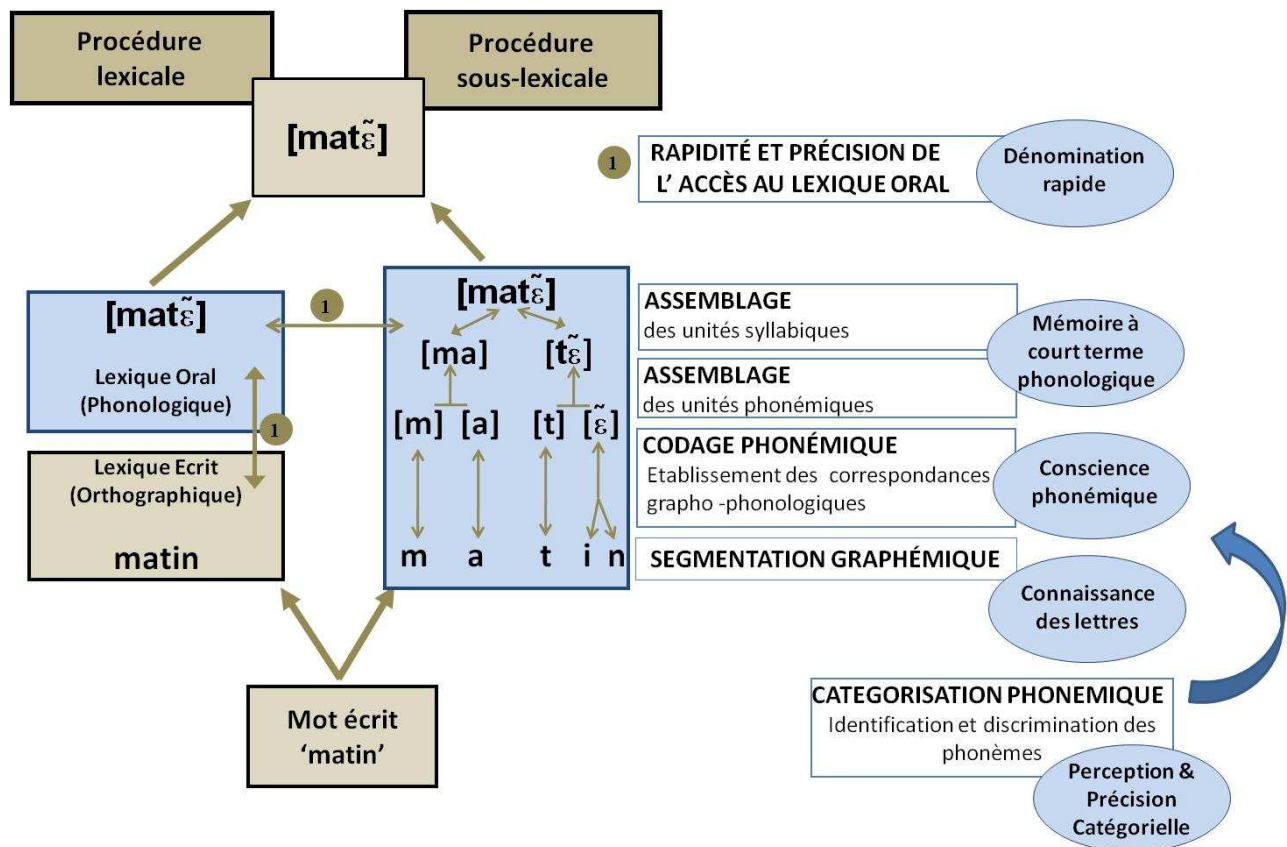 Procédure
lexicale
Procédure
sous-lexicale
[matɛ̃]
1
RAPIDITÉ ET PRÉCISION DE
L’ ACCÈS AU LEXIQUE ORAL
Dénomination
rapide
[matɛ̃]
Lexique Oral
(Phonologique)
1
1
Lexique Ecrit
(Orthographique)
matin
[matɛ̃]
[ma] [tɛ̃]
[m] [a] [t] [ɛ̃]
m a t i n
ASSEMBLAGE
des unités syllabiques
ASSEMBLAGE
des unités phonémiques
Mémoire à
court terme
phonologique
CODAGE PHONÉMIQUE
Etablissement des correspondances
grapho -phonologiques
Conscience
phonémique
SEGMENTATION GRAPHÉMIQUE
Connaissance
des lettres
Mot écrit
‘matin’
CATEGORISATION PHONEMIQUE
Identification et discrimination des
phonèmes
Perception &
Précision
Catégorielle